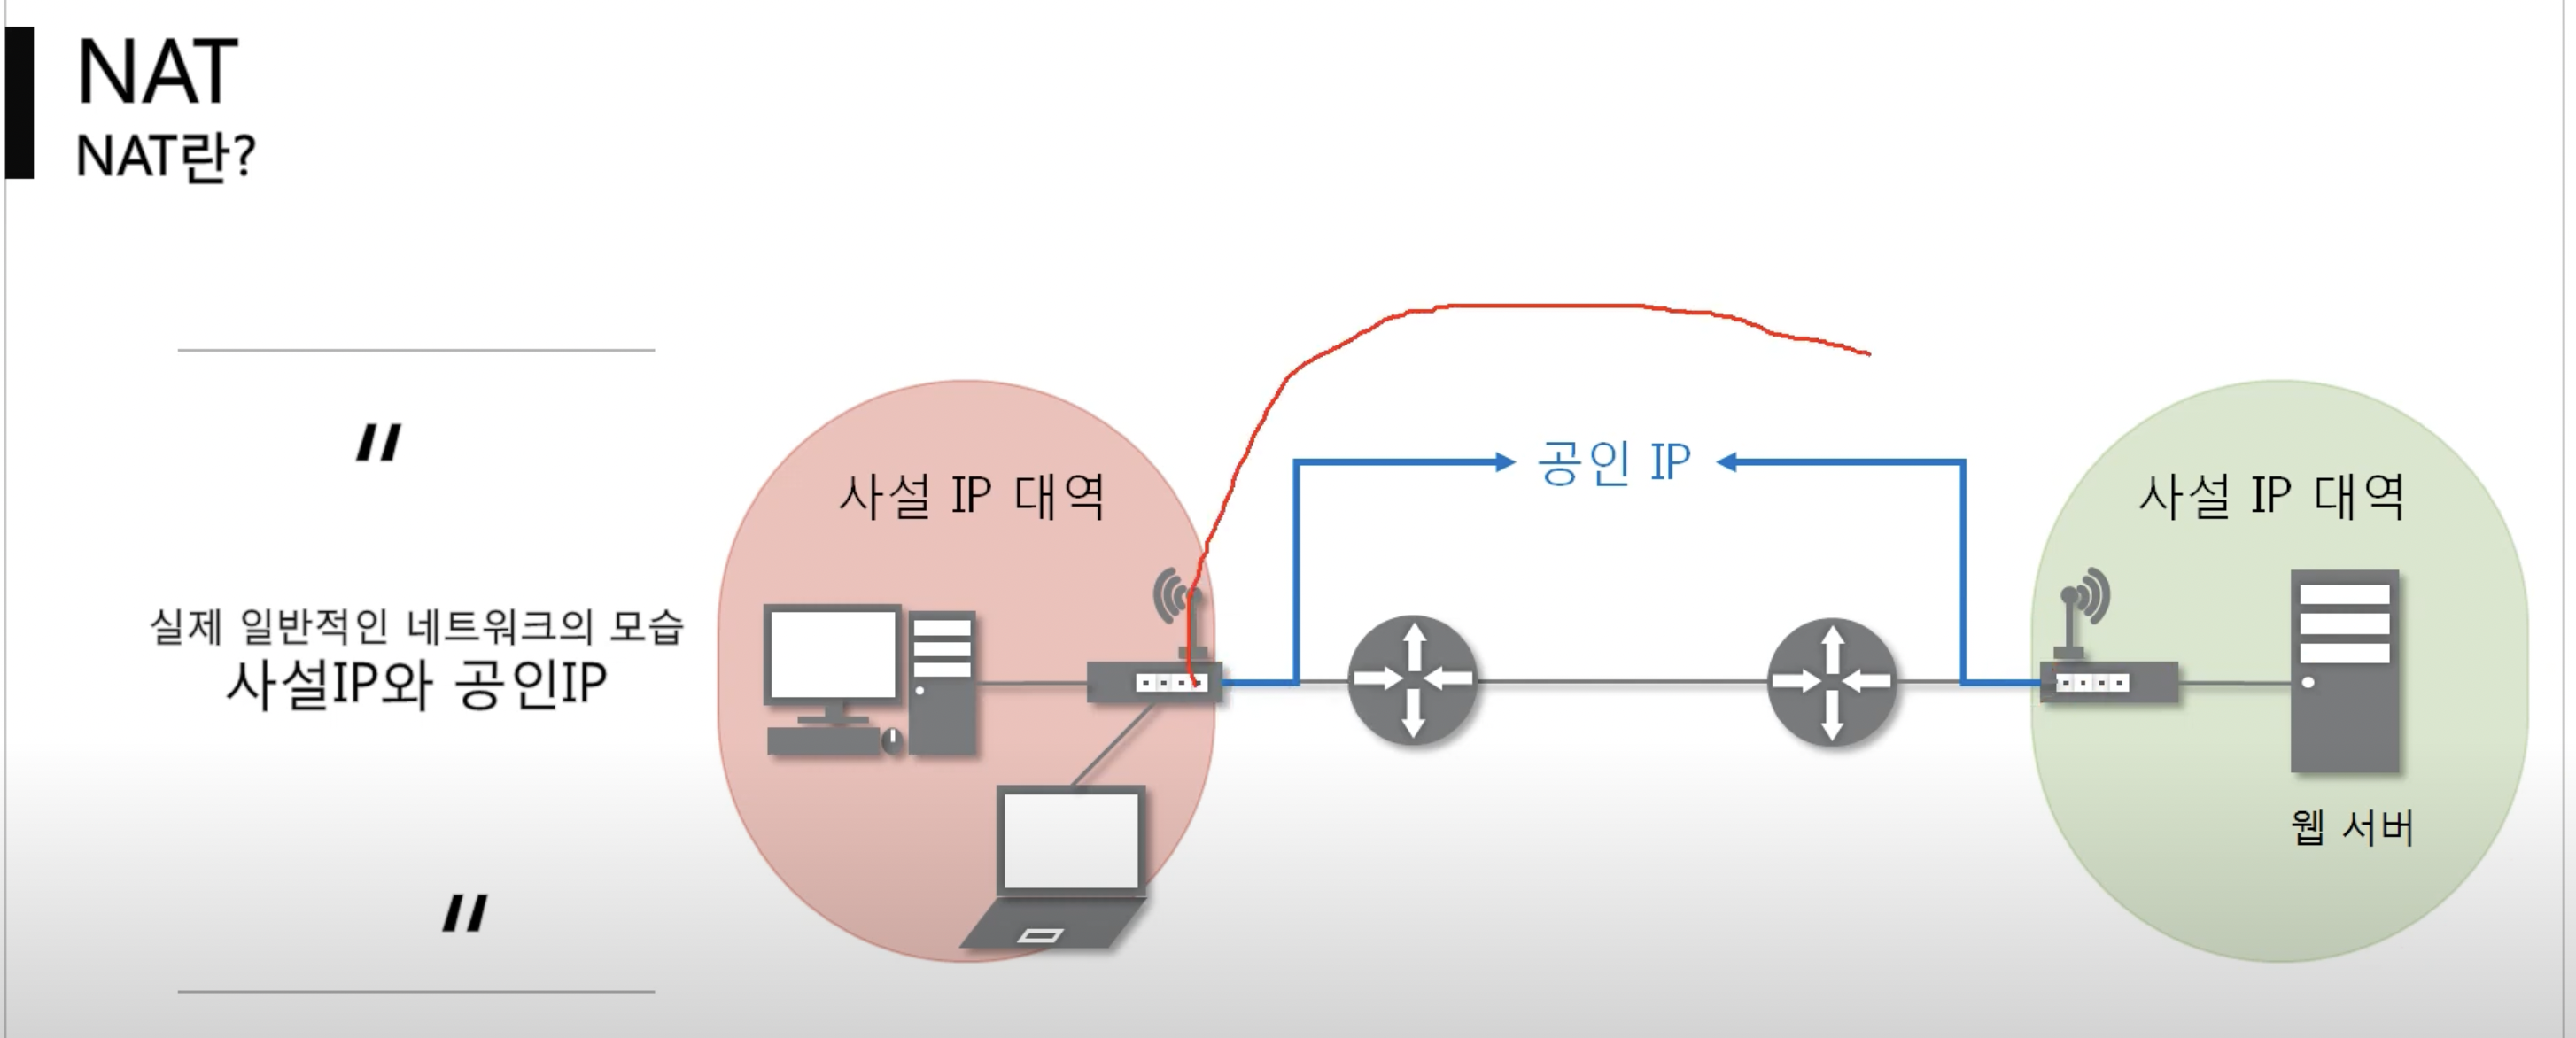 NAT
NAT란?
"
실제 일반적인 네트워크의 모습
사설IP와 공인IP
"
사설 IP 대역
공인 IP
사설 IP 대역
웹 서버